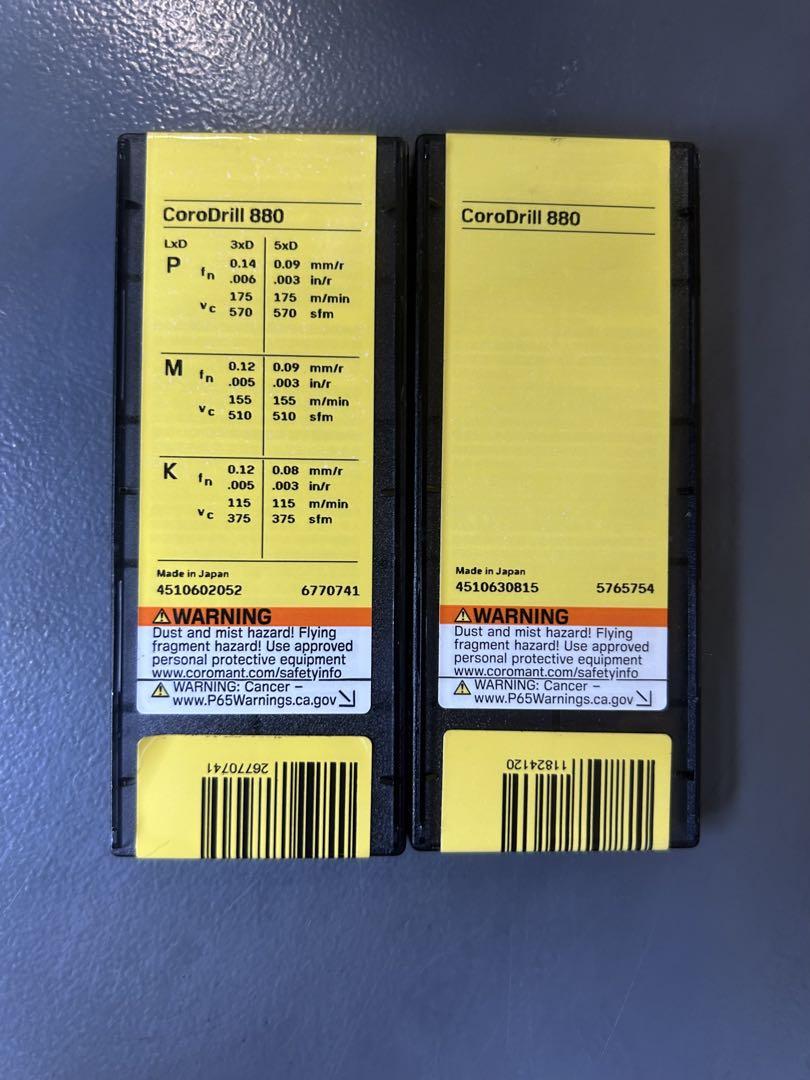 CoroDrill 880
LxD 3xD 5xD
P fn 0.14 0.09 mm/r
.006 .003 in/r
vc 175 175 m/min
570 570 sfm
M fn 0.12 0.09 mm/r
.005 .003 in/r
vc 155 155 m/min
510 510 sfm
K fn 0.12 0.08 mm/r
.005 .003 in/r
vc 115 115 m/min
375 375 sfm
Made in Japan
4510602052 6770741
WARNING
Dust and mist hazard! Flying
fragment hazard! Use approved
personal protective equipment
www.coromant.com/safetyinfo
WARNING: Cancer –
www.P65Warnings.ca.gov
26770741
CoroDrill 880
Made in Japan
4510630815 5765754
WARNING
Dust and mist hazard! Flying
fragment hazard! Use approved
personal protective equipment
www.coromant.com/safetyinfo
WARNING: Cancer –
www.P65Warnings.ca.gov
11824120